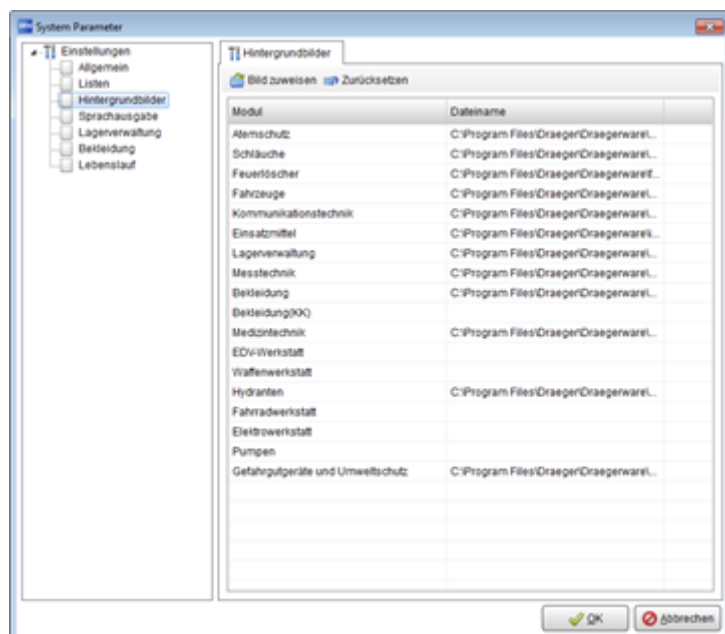 System Parameter
Einstellungen
Allgemein
Listen
Hintergrundbilder
Sprachausgabe
Lagerverwaltung
Bekleidung
Lebenslauf
Hintergrundbilder
Bild zuweisen Zurücksetzen
Modul Dateiname
Atemschutz C:\Program Files\Draeger\Draegerware\...
Schläuche C:\Program Files\Draeger\Draegerware\...
Feuerlöscher C:\Program Files\Draeger\Draegerware\f...
Fahrzeuge C:\Program Files\Draeger\Draegerware\...
Kommunikationstechnik C:\Program Files\Draeger\Draegerware\...
Einsatzmittel C:\Program Files\Draeger\Draegerware\k...
Lagerverwaltung C:\Program Files\Draeger\Draegerware\...
Messtechnik C:\Program Files\Draeger\Draegerware\...
Bekleidung C:\Program Files\Draeger\Draegerware\...
Bekleidung(KK)
Medizintechnik C:\Program Files\Draeger\Draegerware\...
EDV-Werkstatt
Waffenwerkstatt
Hydranten C:\Program Files\Draeger\Draegerware\...
Fahrradwerkstatt
Elektrowerkstatt
Pumpen
Gefahrgutgeräte und Umweltschutz C:\Program Files\Draeger\Draegerware\...
OK Abbrechen